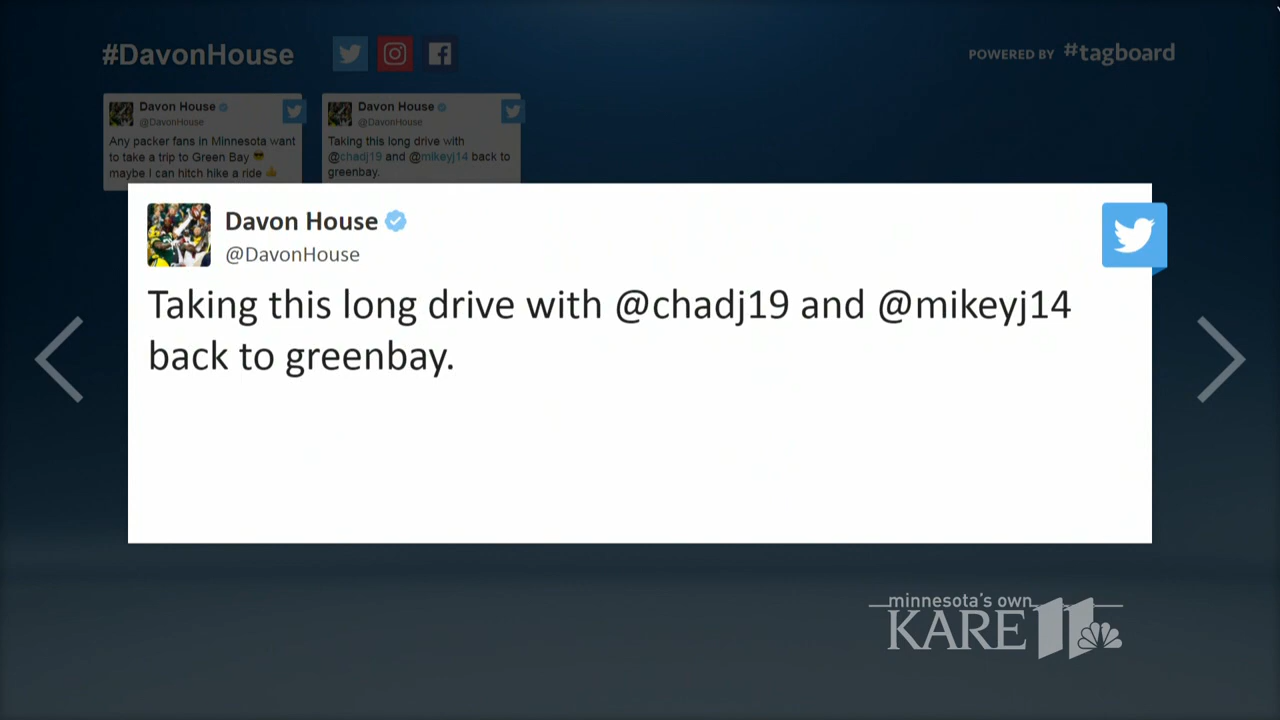 #DavonHouse
POWERED BY #tagboard
Davon House
@DavonHouse
Any packer fans in Minnesota want
to take a trip to Green Bay 😎
maybe I can hitch hike a ride 👍
Davon House
@DavonHouse
Taking this long drive with
@chadj19 and @mikeyj14 back to
greenbay.
Davon House
@DavonHouse
Taking this long drive with @chadj19 and @mikeyj14
back to greenbay.
minnesota's own
KARE 11